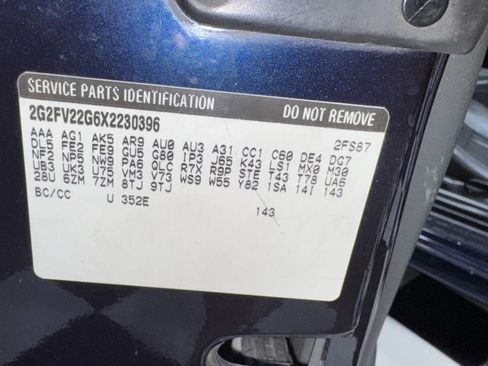 SERVICE PARTS IDENTIFICATION DO NOT REMOVE
2G2FV22G6X2230396 2FS87
AAA AG1 AK5 AR9 AU0 AU3 A31 CC1 C60 DE4 DG7
DL5 FE2 FE9 GU5 G80 IP3 J65 K43 LS1 MX0 M30
NF2 NP5 NW9 PA6 QLC R7X R9P STE T43 T78 UA6
UB3 UK3 U75 VM3 V73 WS9 W55 Y82 1SA 14I 143
28U 6ZM 7ZM 8TJ 9TJ
BC/CC U 352E
143